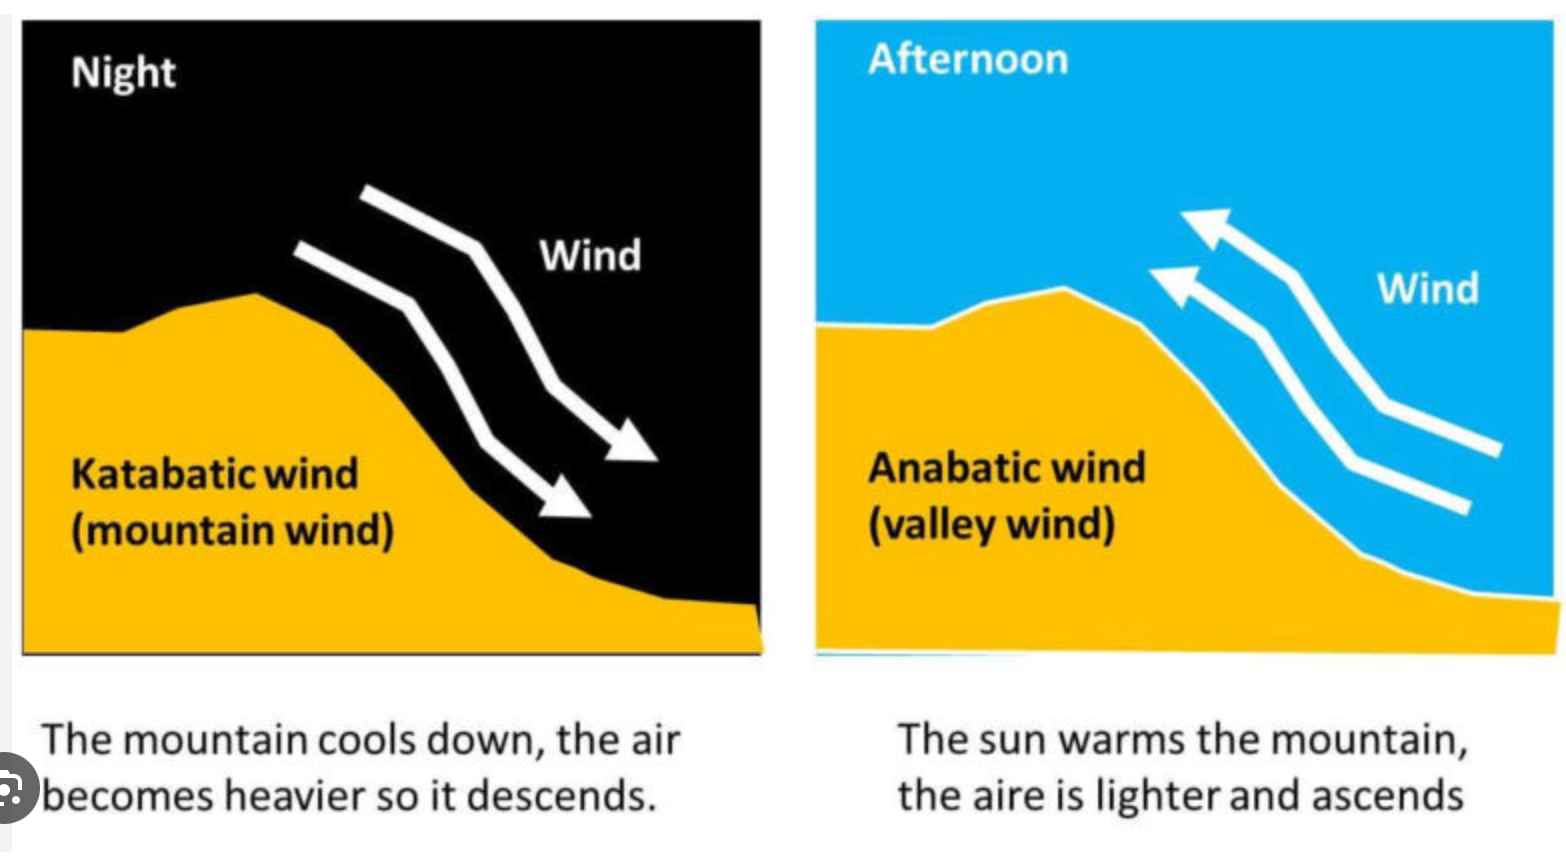 Night
Wind
Katabatic wind
(mountain wind)
The mountain cools down, the air
becomes heavier so it descends.
Afternoon
Wind
Anabatic wind
(valley wind)
The sun warms the mountain,
the aire is lighter and ascends